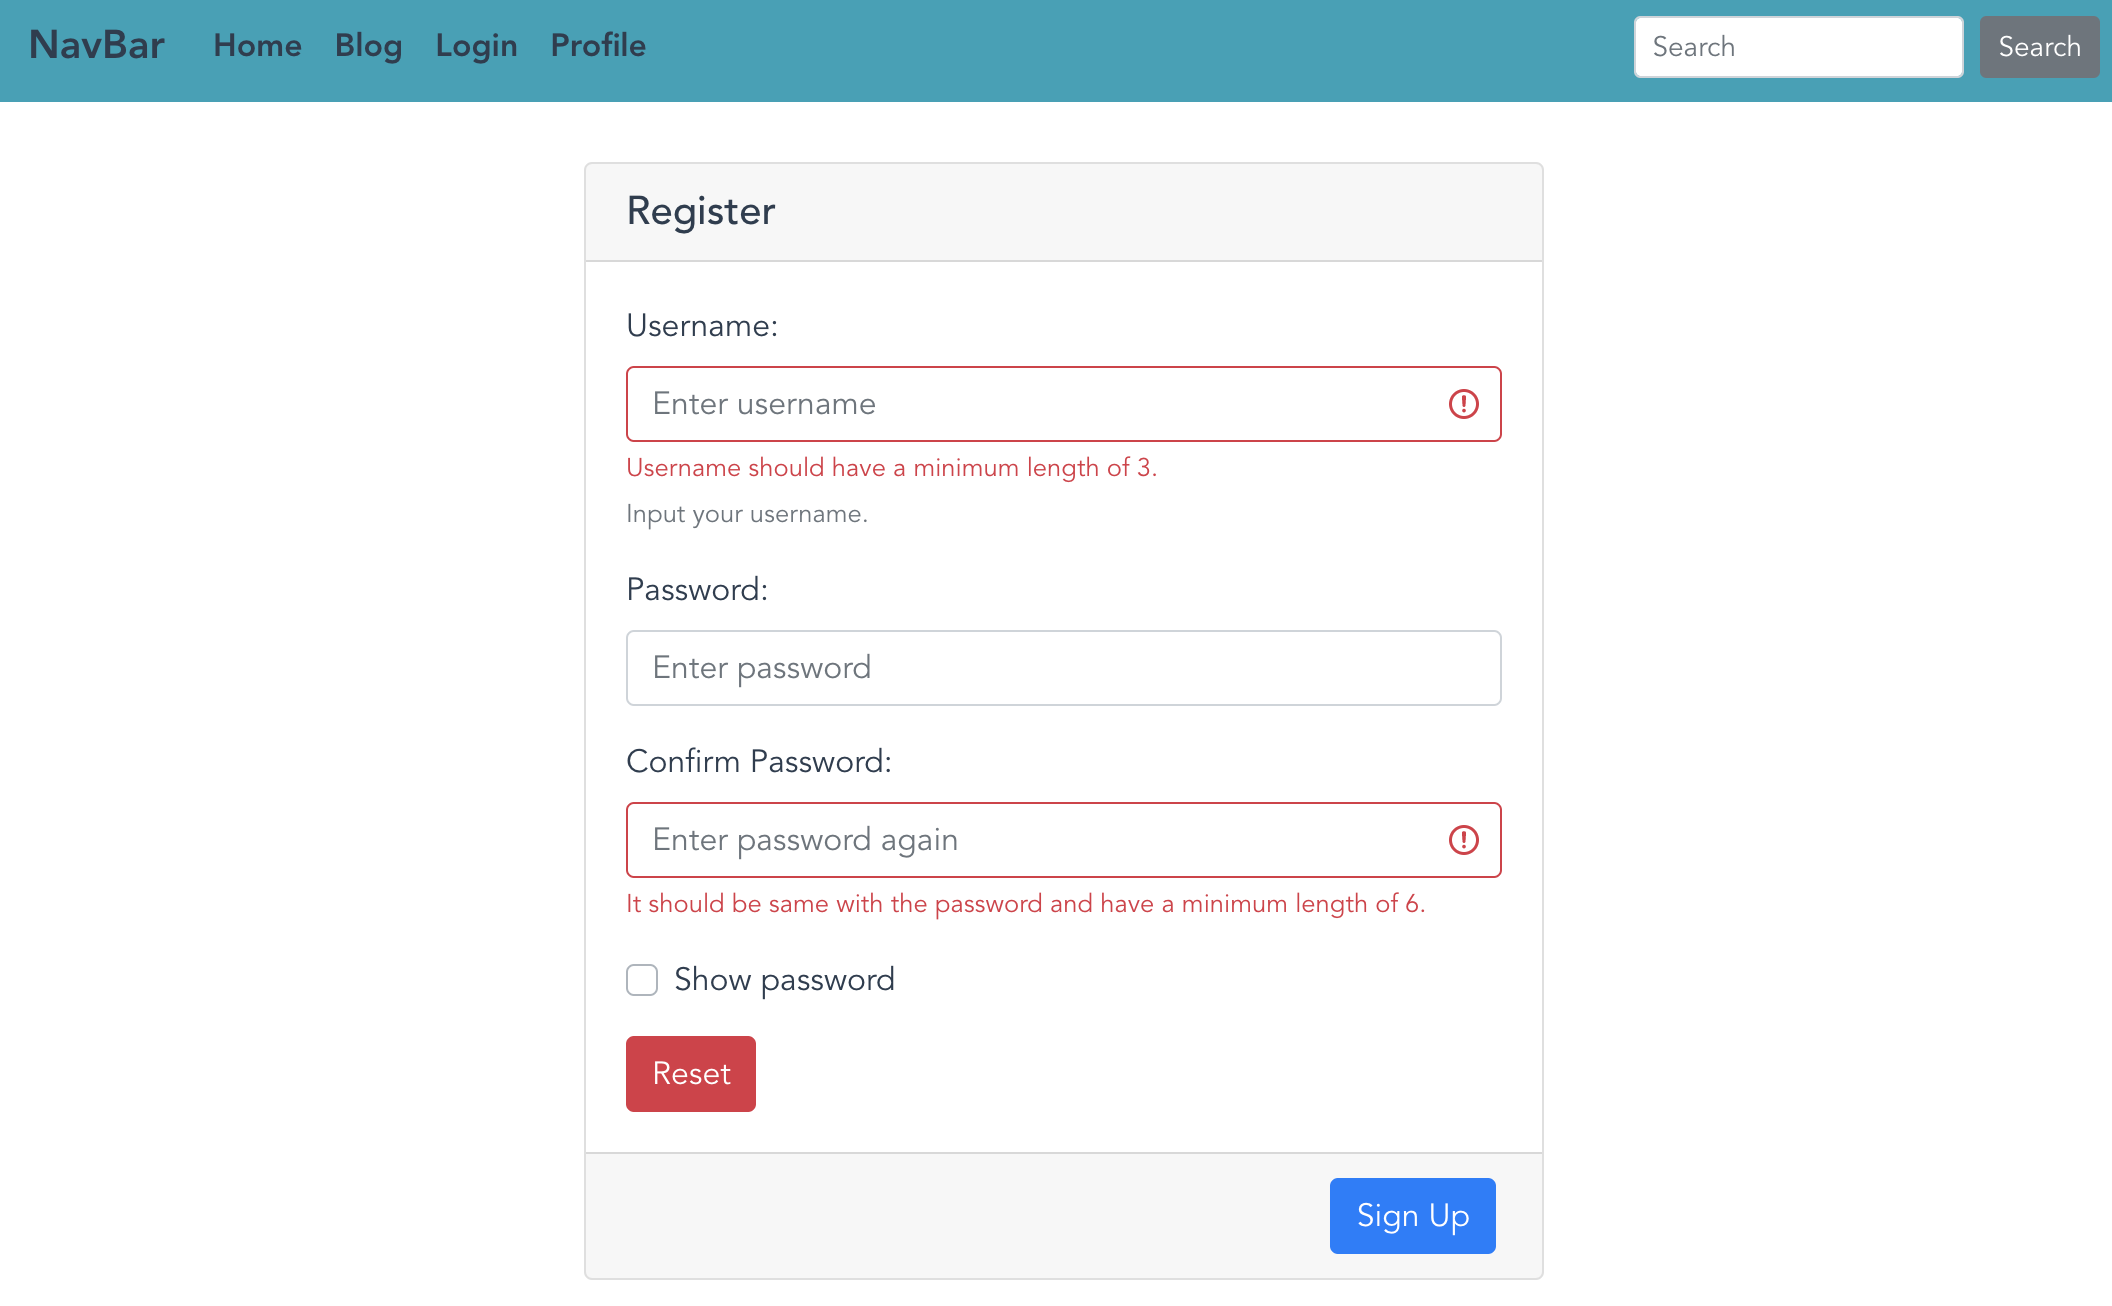 NavBar Home Blog Login Profile Search Search
Register
Username:
Enter username
Username should have a minimum length of 3.
Input your username.
Password:
Enter password
Confirm Password:
Enter password again
It should be same with the password and have a minimum length of 6.
Show password
Reset
Sign Up